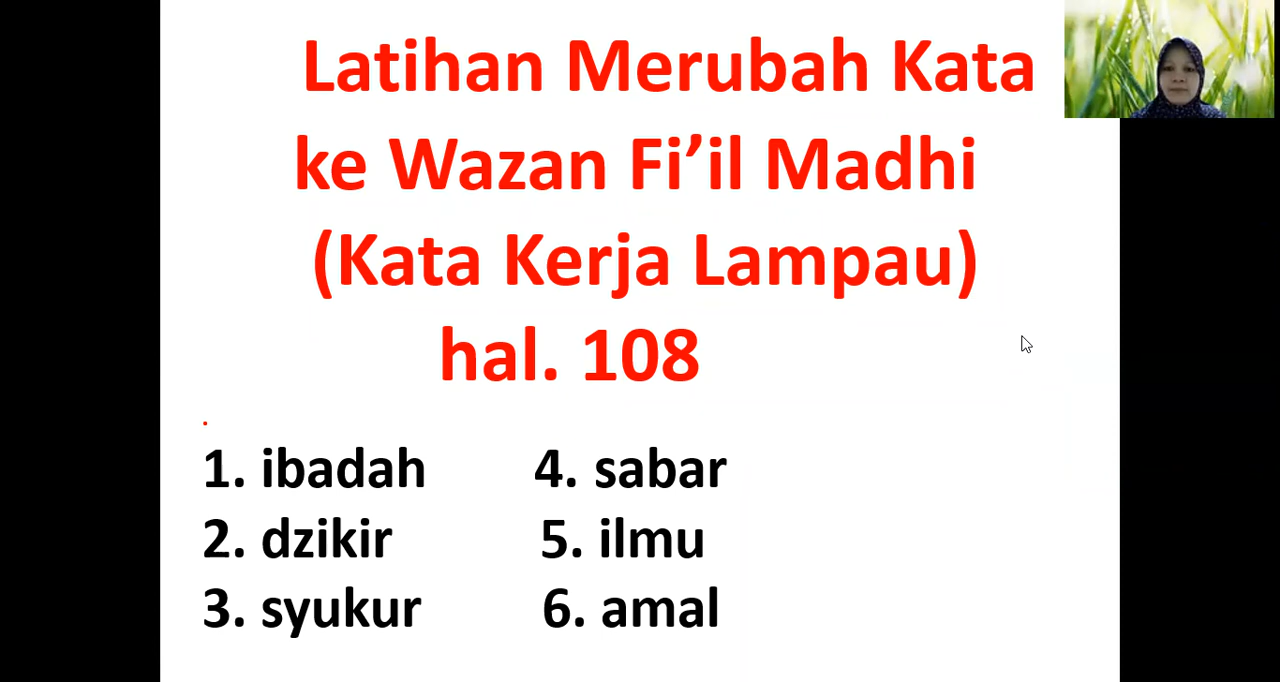 Latihan Merubah Kata
ke Wazan Fi’il Madhi
(Kata Kerja Lampau)
hal. 108
.
1. ibadah 4. sabar
2. dzikir 5. ilmu
3. syukur 6. amal